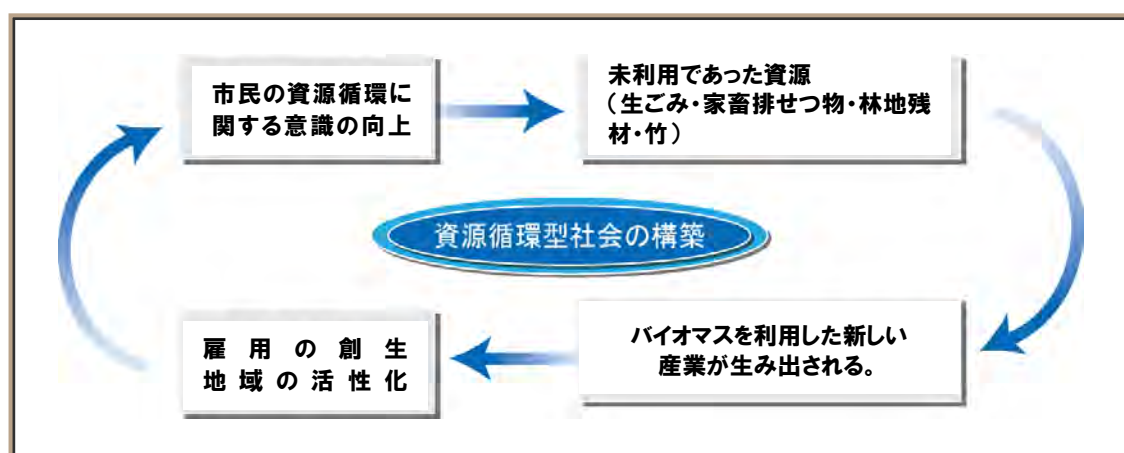 市民の資源循環に
関する意識の向上
未利用であった資源
（生ごみ・家畜排せつ物・林地残
材・竹）
資源循環型社会の構築
雇用の創生
地域の活性化
バイオマスを利用した新しい
産業が生み出される。